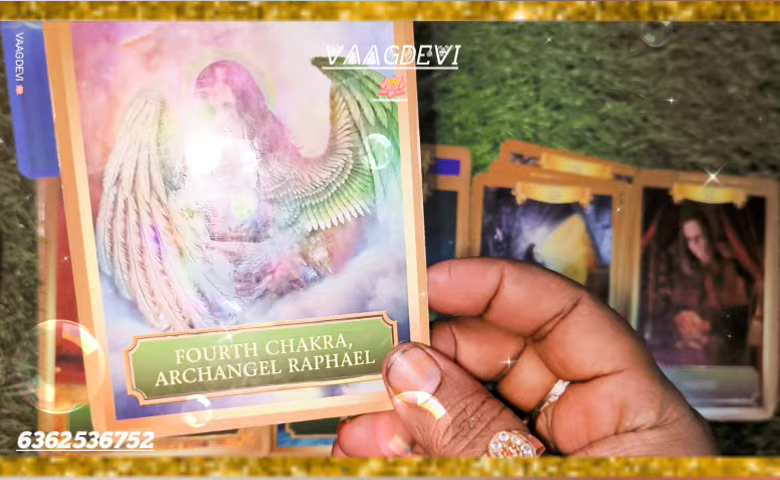 VAAGDEVI
VAAGDEVI
FOURTH CHAKRA,
ARCHANGEL RAPHAEL
6362536752